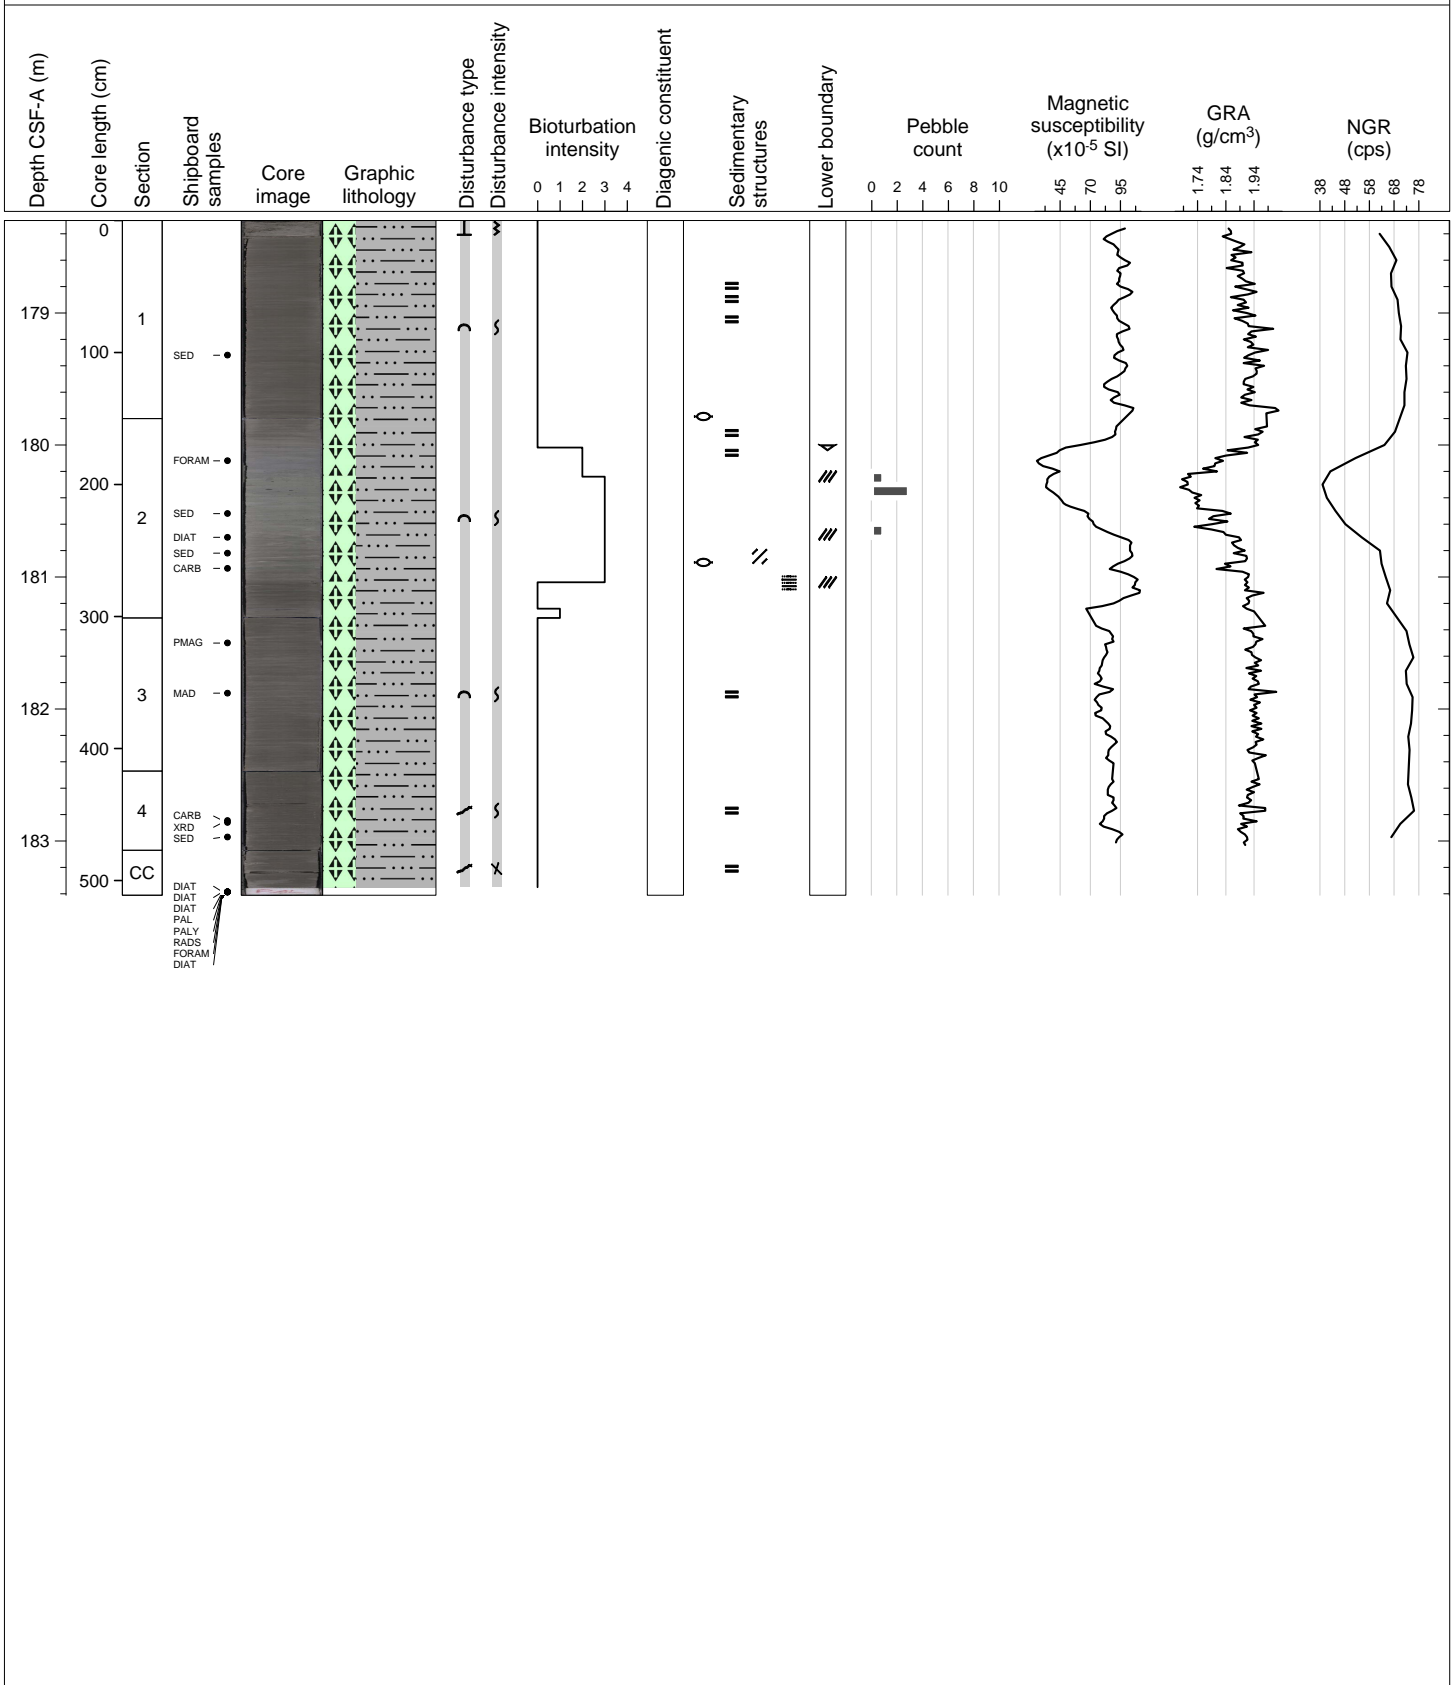 Depth CSF-A (m)
Core length (cm)
Section
Shipboard
samples
Core
image
Graphic
lithology
Disturbance type
Disturbance intensity
Bioturbation
intensity
0 1 2 3 4
Diagenic constituent
Sedimentary
structures
Lower boundary
Pebble
count
0 2 4 6 8 10
Magnetic
susceptibility
(x10-5 SI)
45 70 95
GRA
(g/cm3)
1.74 1.84 1.94
NGR
(cps)
38 48 58 68 78
0
179
1
100
SED
180
FORAM
200
2
SED
DIAT
SED
CARB
181
300
PMAG
3
MAD
182
400
4
CARB
XRD
SED
183
CC
500
DIAT
DIAT
DIAT
PAL
PALY
RADS
FORAM
DIAT